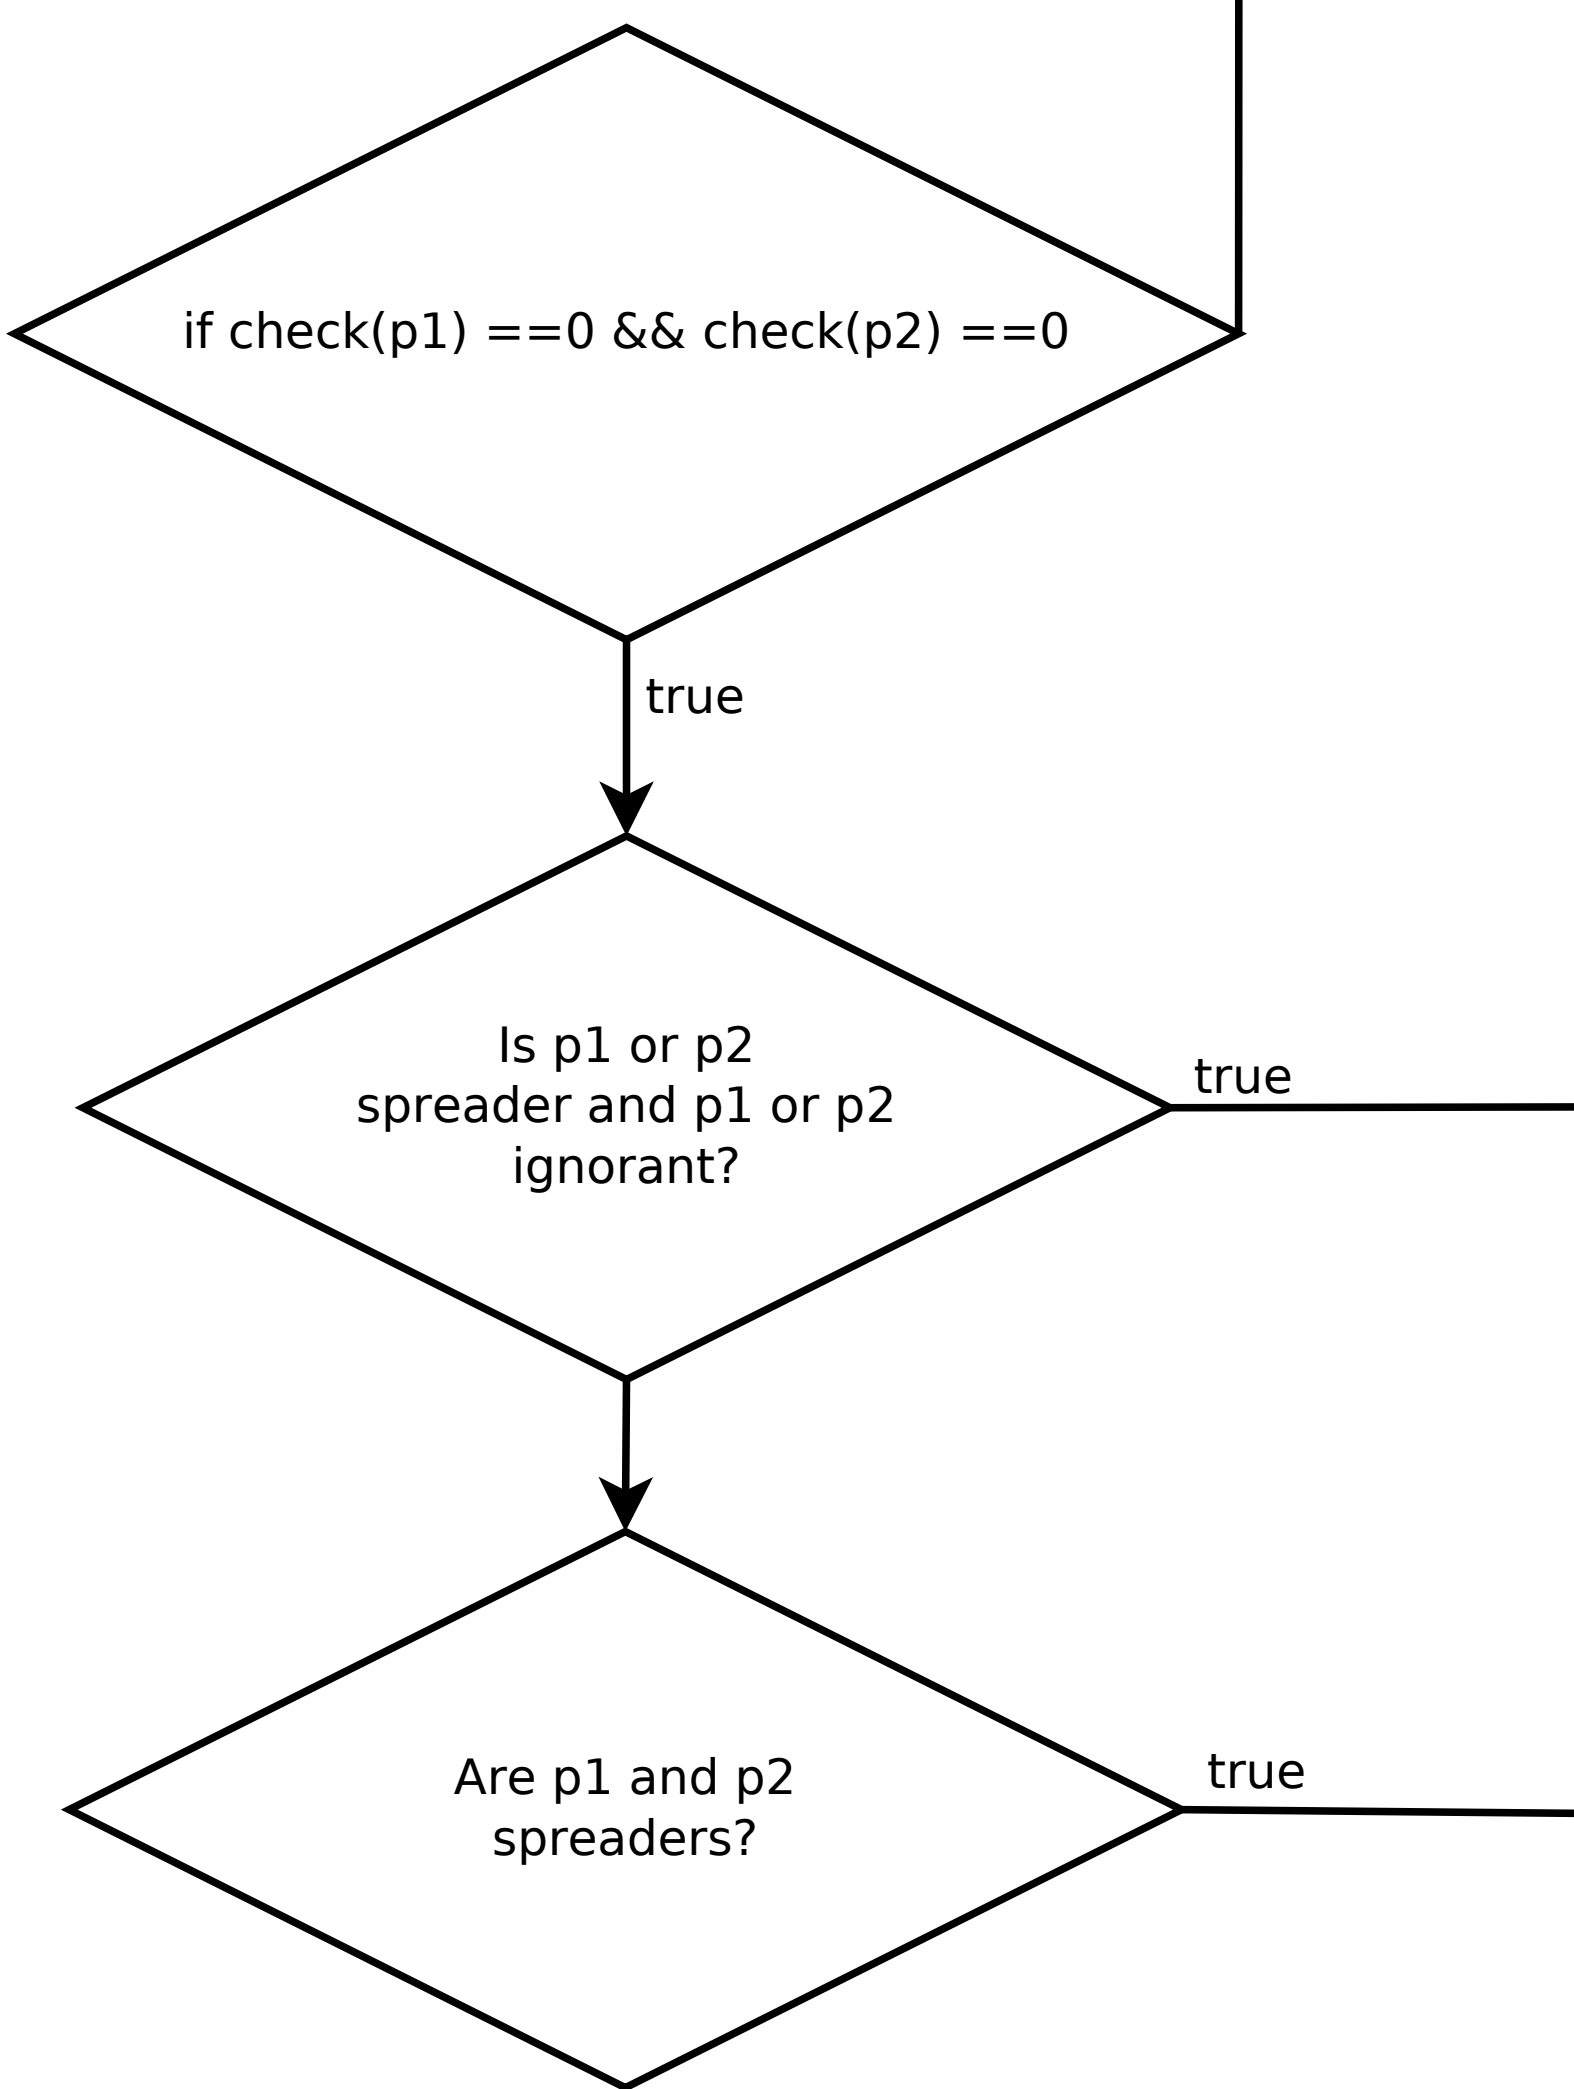 if check(p1) ==0 && check(p2) ==0
true
Is p1 or p2
spreader and p1 or p2
ignorant?
true
Are p1 and p2
spreaders?
true